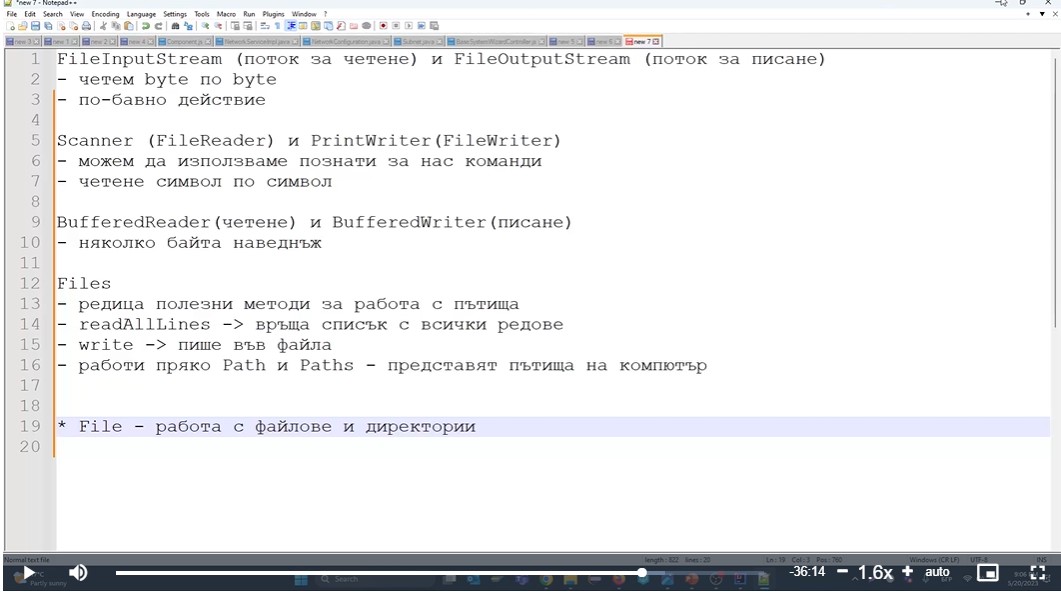 *new 7 - Notepad++
File Edit Search View Encoding Language Settings Tools Macro Run Plugins Window ?
new 3 new 1 new 2 new 4 Component.js NetworkServiceImpl.java NetworkConfiguration.java Subnet.java BaseSystemWizardController.js new 5 new 6 new 7
1 FileInputStream (поток за четене) и FileOutputStream (поток за писане)
2 - четем byte по byte
3 - по-бавно действие
4
5 Scanner (FileReader) и PrintWriter(FileWriter)
6 - можем да използваме познати за нас команди
7 - четене символ по символ
8
9 BufferedReader(четене) и BufferedWriter(писане)
10 - няколко байта наведнъж
11
12 Files
13 - редица полезни методи за работа с пътища
14 - readAllLines -> връща списък с всички редове
15 - write -> пише във файла
16 - работи пряко Path и Paths - представят пътища на компютър
17
18
19 * File - работа с файлове и директории
20
Normal text file length : 822 lines : 20 Ln : 19 Col : 3 Pos : 760 Windows (CR LF) UTF-8 INS
-36:14 1.6x auto
Partly sunny Search